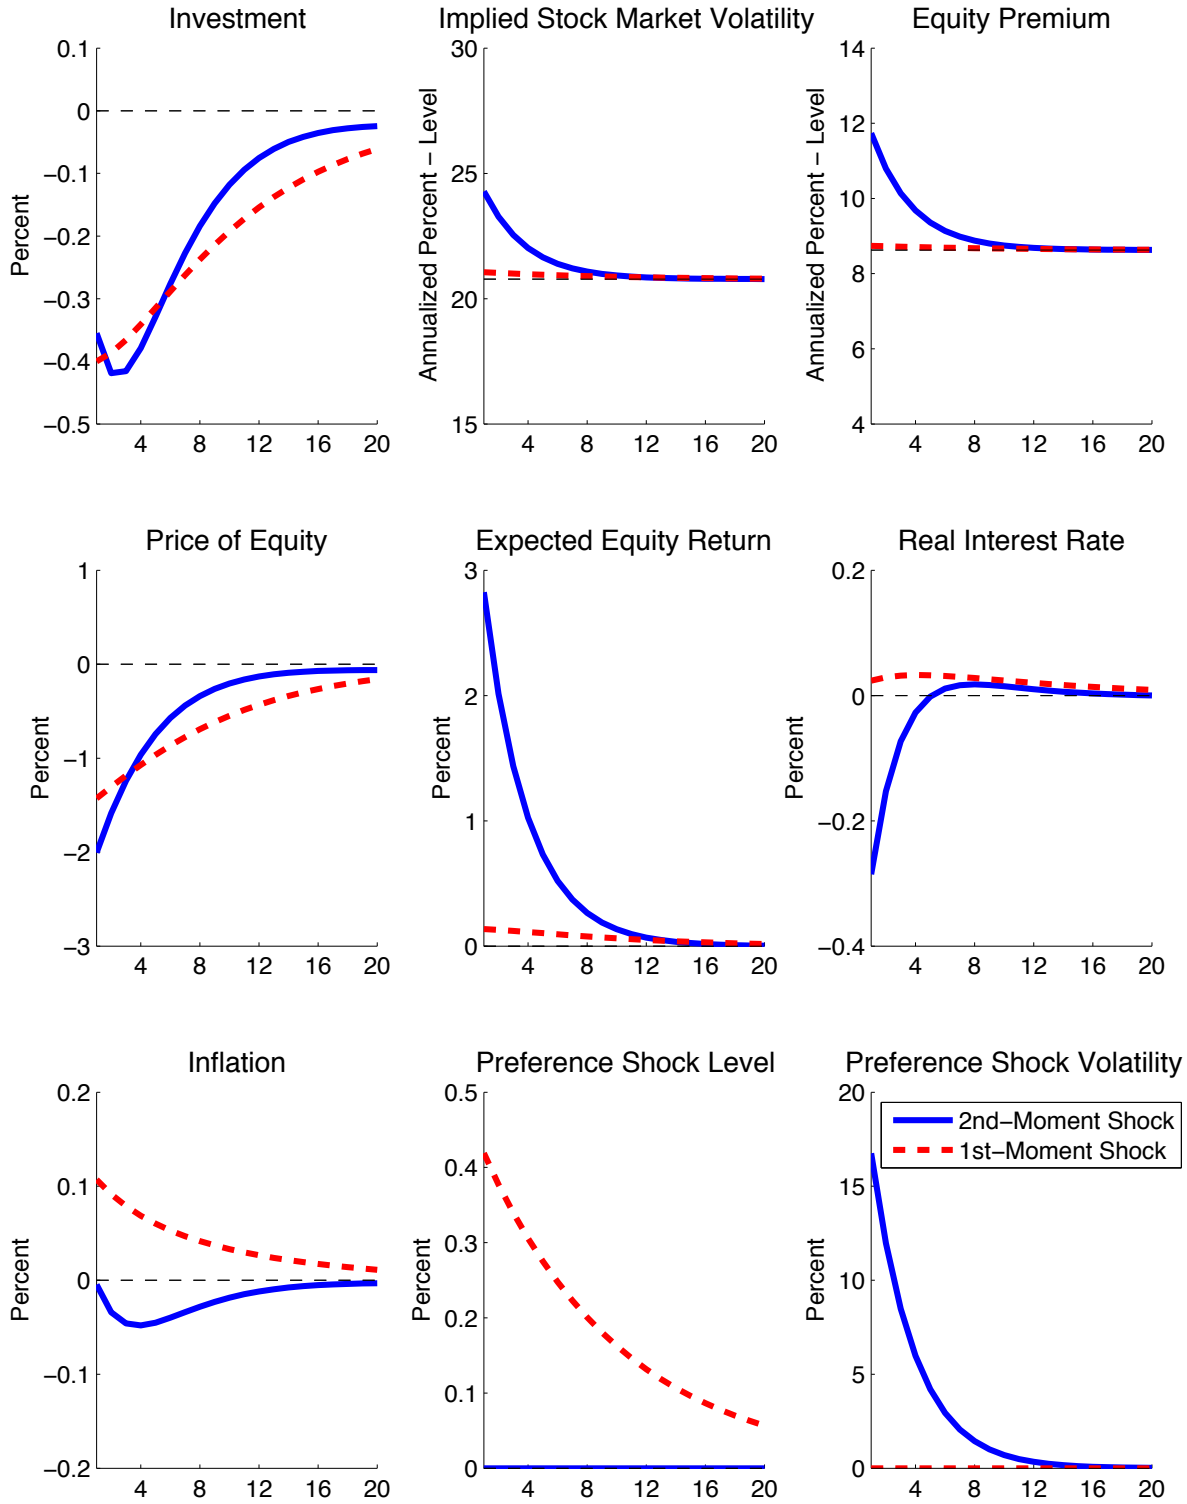 Investment
Implied Stock Market Volatility
Equity Premium
Percent
0.1
0
−0.1
−0.2
−0.3
−0.4
−0.5
4 8 12 16 20
Annualized Percent − Level
30
25
20
15
4 8 12 16 20
Annualized Percent − Level
14
12
10
8
6
4
4 8 12 16 20
Price of Equity
Expected Equity Return
Real Interest Rate
Percent
1
0
−1
−2
−3
4 8 12 16 20
Percent
3
2
1
0
4 8 12 16 20
Percent
0.2
0
−0.2
−0.4
4 8 12 16 20
Inflation
Preference Shock Level
Preference Shock Volatility
Percent
0.2
0.1
0
−0.1
−0.2
4 8 12 16 20
Percent
0.5
0.4
0.3
0.2
0.1
0
4 8 12 16 20
Percent
20
15
10
5
0
4 8 12 16 20
2nd−Moment Shock
1st−Moment Shock